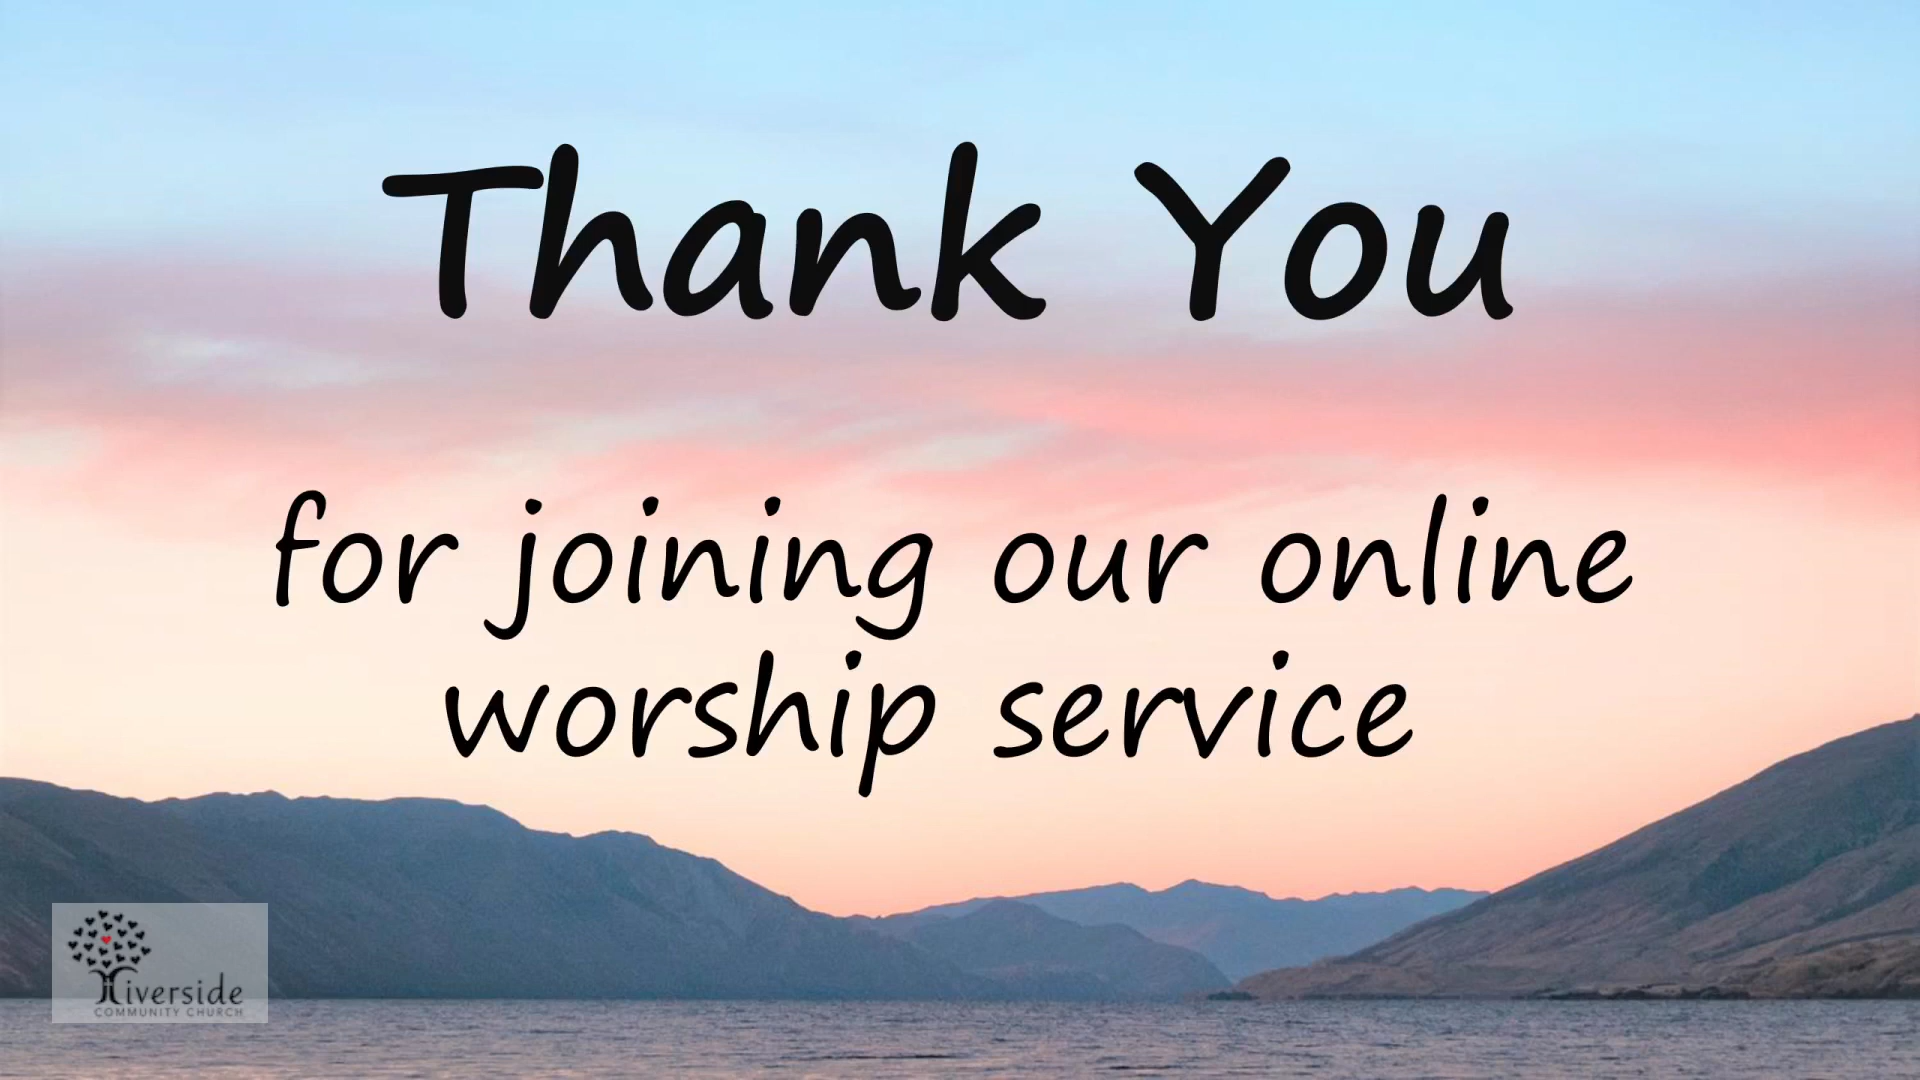 Thank You
for joining our online
worship service
Riverside
COMMUNITY CHURCH